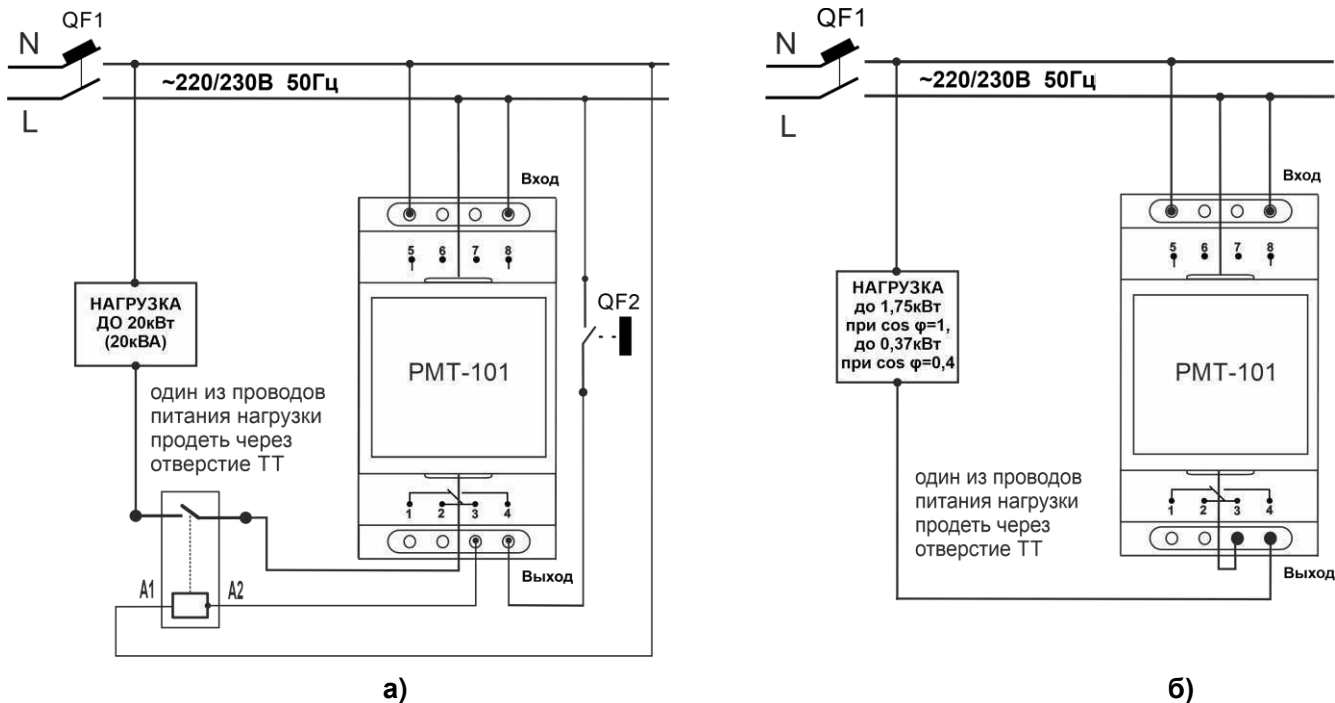 QF1
N
~220/230В 50Гц
L
Вход
5 6 7 8
НАГРУЗКА
ДО 20кВт
(20кВА)
QF2
РМТ-101
один из проводов
питания нагрузки
продеть через
отверстие ТТ
1 2 3 4
A1 A2
Выход
а)
QF1
N
~220/230В 50Гц
L
Вход
5 6 7 8
НАГРУЗКА
до 1,75кВт
при cos φ=1,
до 0,37кВт
при cos φ=0,4
РМТ-101
один из проводов
питания нагрузки
продеть через
отверстие ТТ
1 2 3 4
Выход
б)